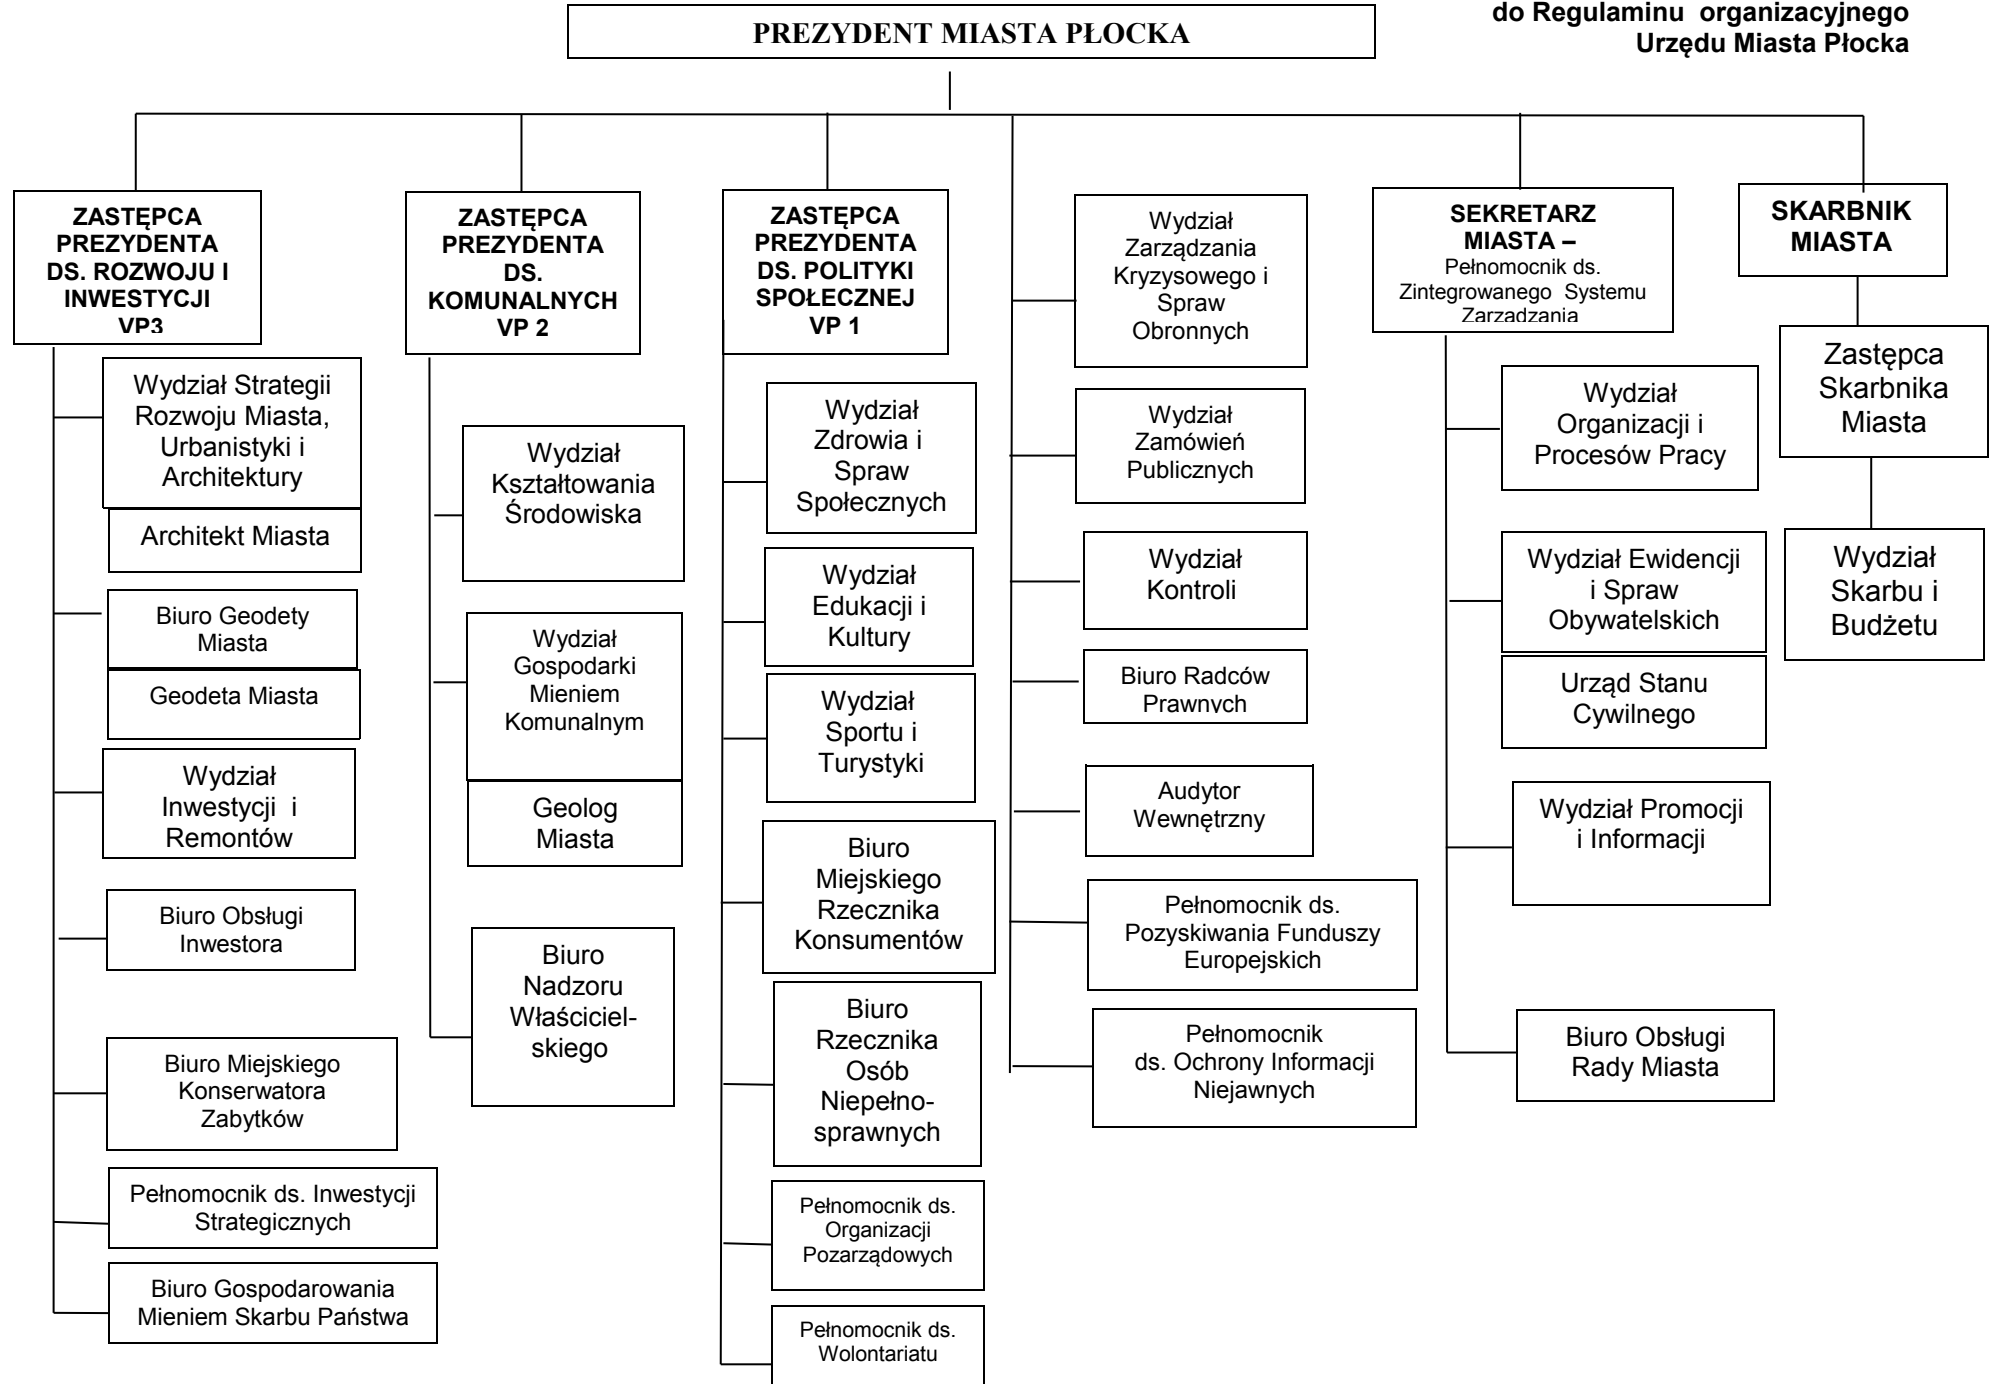 do Regulaminu organizacyjnego
Urzędu Miasta Płocka
PREZYDENT MIASTA PŁOCKA
ZASTĘPCA
PREZYDENTA
DS. ROZWOJU I
INWESTYCJI
VP3
Wydział Strategii
Rozwoju Miasta,
Urbanistyki i
Architektury
Architekt Miasta
Biuro Geodety
Miasta
Geodeta Miasta
Wydział
Inwestycji i
Remontów
Biuro Obsługi
Inwestora
Biuro Miejskiego
Konserwatora
Zabytków
Pełnomocnik ds. Inwestycji
Strategicznych
Biuro Gospodarowania
Mieniem Skarbu Państwa
ZASTĘPCA
PREZYDENTA
DS.
KOMUNALNYCH
VP 2
Wydział
Kształtowania
Środowiska
Wydział
Gospodarki
Mieniem
Komunalnym
Geolog
Miasta
Biuro
Nadzoru
Właściciel-
skiego
ZASTĘPCA
PREZYDENTA
DS. POLITYKI
SPOŁECZNEJ
VP 1
Wydział
Zdrowia i
Spraw
Społecznych
Wydział
Edukacji i
Kultury
Wydział
Sportu i
Turystyki
Biuro
Miejskiego
Rzecznika
Konsumentów
Biuro
Rzecznika
Osób
Niepełno-
sprawnych
Pełnomocnik ds.
Organizacji
Pozarządowych
Pełnomocnik ds.
Wolontariatu
Wydział
Zarządzania
Kryzysowego i
Spraw
Obronnych
Wydział
Zamówień
Publicznych
Wydział
Kontroli
Biuro Radców
Prawnych
Audytor
Wewnętrzny
Pełnomocnik ds.
Pozyskiwania Funduszy
Europejskich
Pełnomocnik
ds. Ochrony Informacji
Niejawnych
SEKRETARZ
MIASTA –
Pełnomocnik ds.
Zintegrowanego Systemu
Zarządzania
Wydział
Organizacji i
Procesów Pracy
Wydział Ewidencji
i Spraw
Obywatelskich
Urząd Stanu
Cywilnego
Wydział Promocji
i Informacji
Biuro Obsługi
Rady Miasta
SKARBNIK
MIASTA
Zastępca
Skarbnika
Miasta
Wydział
Skarbu i
Budżetu